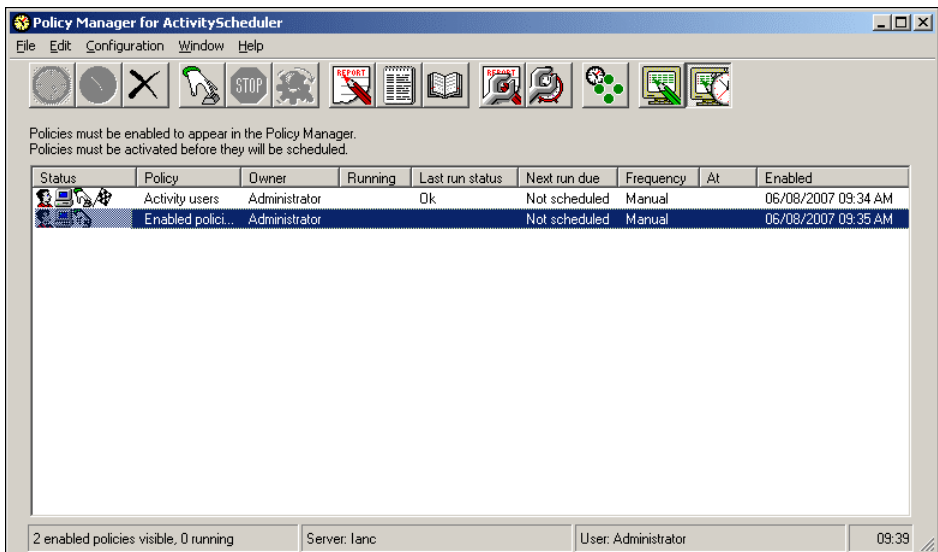 Policy Manager for ActivityScheduler
File Edit Configuration Window Help
STOP REPORT REPORT
Policies must be enabled to appear in the Policy Manager.
Policies must be activated before they will be scheduled.
Status Policy Owner Running Last run status Next run due Frequency At Enabled
Activity users Administrator Ok Not scheduled Manual 06/08/2007 09:34 AM
Enabled polici... Administrator Not scheduled Manual 06/08/2007 09:35 AM
2 enabled policies visible, 0 running Server: lanc User: Administrator 09:39